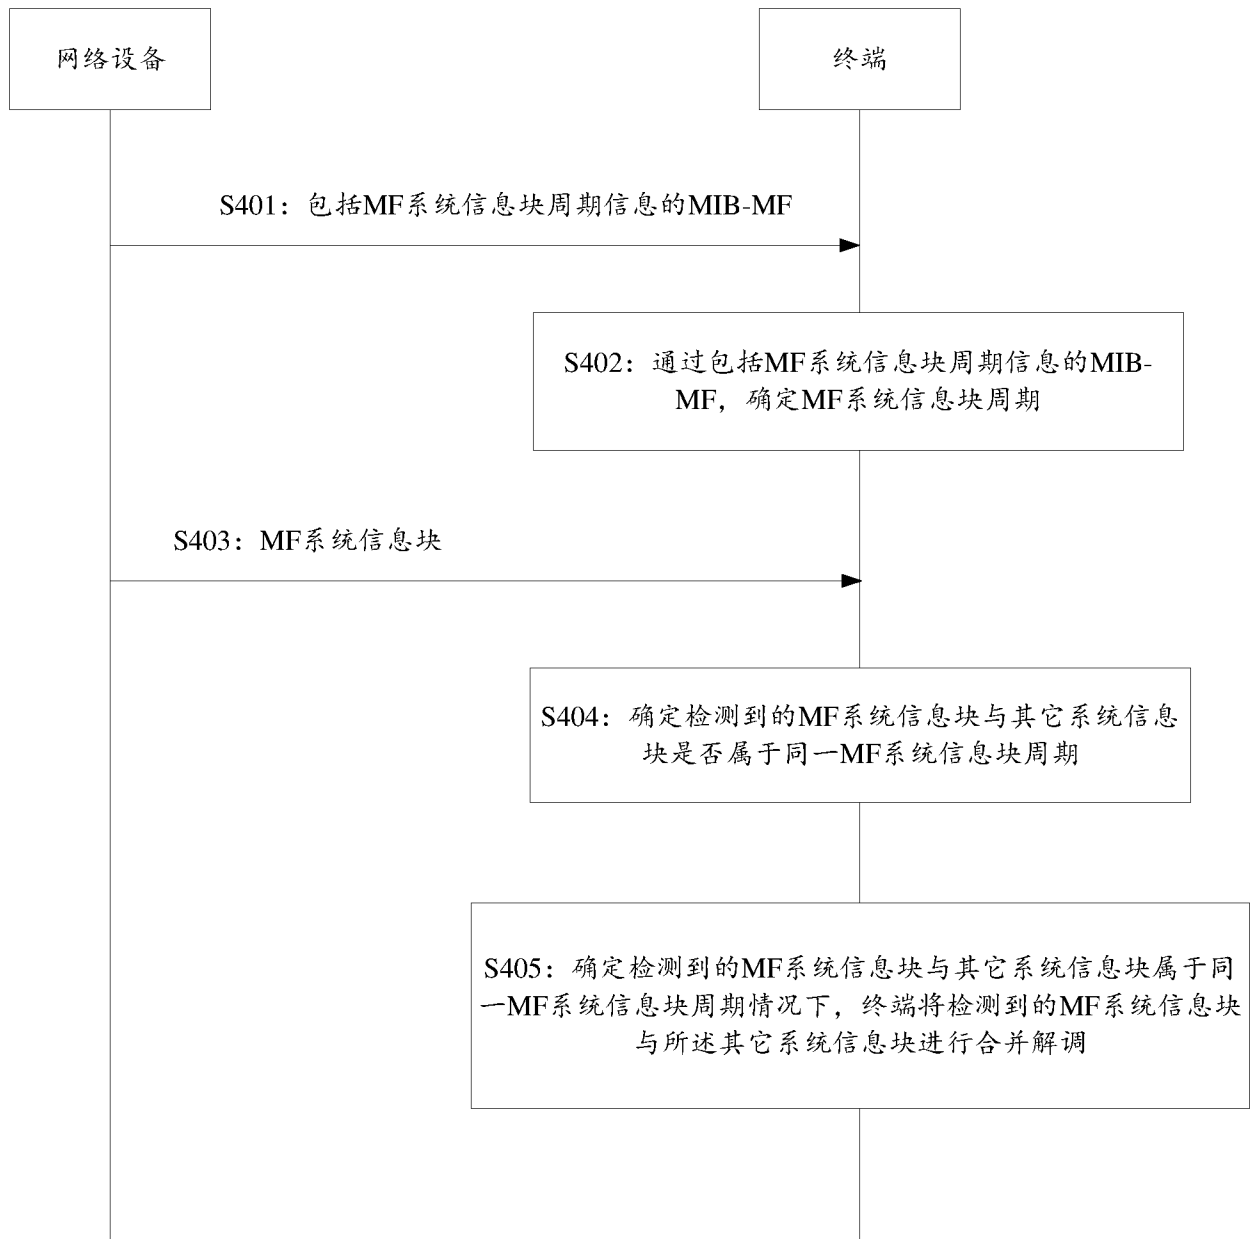 网络设备
终端
S401：包括MF系统信息块周期信息的MIB-MF
S402：通过包括MF系统信息块周期信息的MIB-
MF，确定MF系统信息块周期
S403：MF系统信息块
S404：确定检测到的MF系统信息块与其它系统信息
块是否属于同一MF系统信息块周期
S405：确定检测到的MF系统信息块与其它系统信息块属于同
一MF系统信息块周期情况下，终端将检测到的MF系统信息块
与所述其它系统信息块进行合并解调